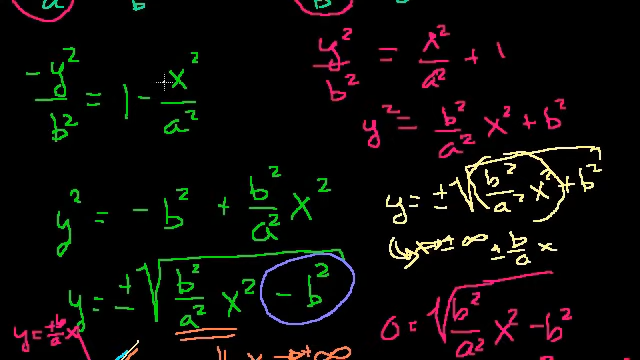 a b
-y²/b² = 1 - x²/a²
y² = -b² + b²/a² x²
y = ±√(b²/a² x² - b²)
y = ±b/a x
x → ±∞
y²/b² = x²/a² + 1
y² = b²/a² x² + b²
y = ±√(b²/a² x² + b²)
x → ±∞ ± b/a x
0 = √(b²/a² x² - b²)